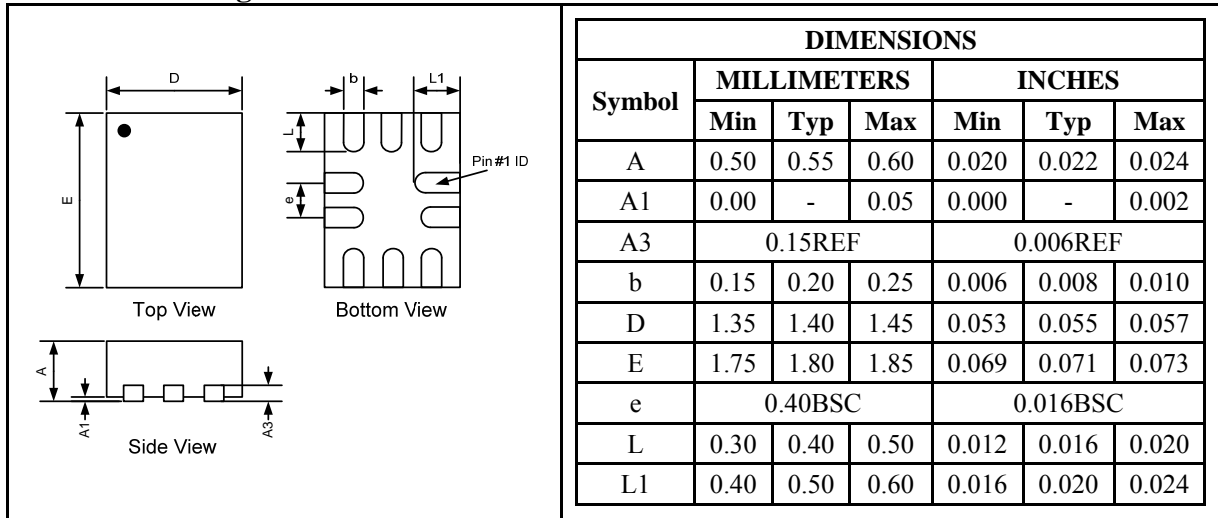 D
E
Top View
b
L1
L
e
Pin#1 ID
Bottom View
A
A1
A3
Side View
DIMENSIONS
Symbol MILLIMETERS INCHES
Min Typ Max Min Typ Max
A 0.50 0.55 0.60 0.020 0.022 0.024
A1 0.00 - 0.05 0.000 - 0.002
A3 0.15REF 0.006REF
b 0.15 0.20 0.25 0.006 0.008 0.010
D 1.35 1.40 1.45 0.053 0.055 0.057
E 1.75 1.80 1.85 0.069 0.071 0.073
e 0.40BSC 0.016BSC
L 0.30 0.40 0.50 0.012 0.016 0.020
L1 0.40 0.50 0.60 0.016 0.020 0.024